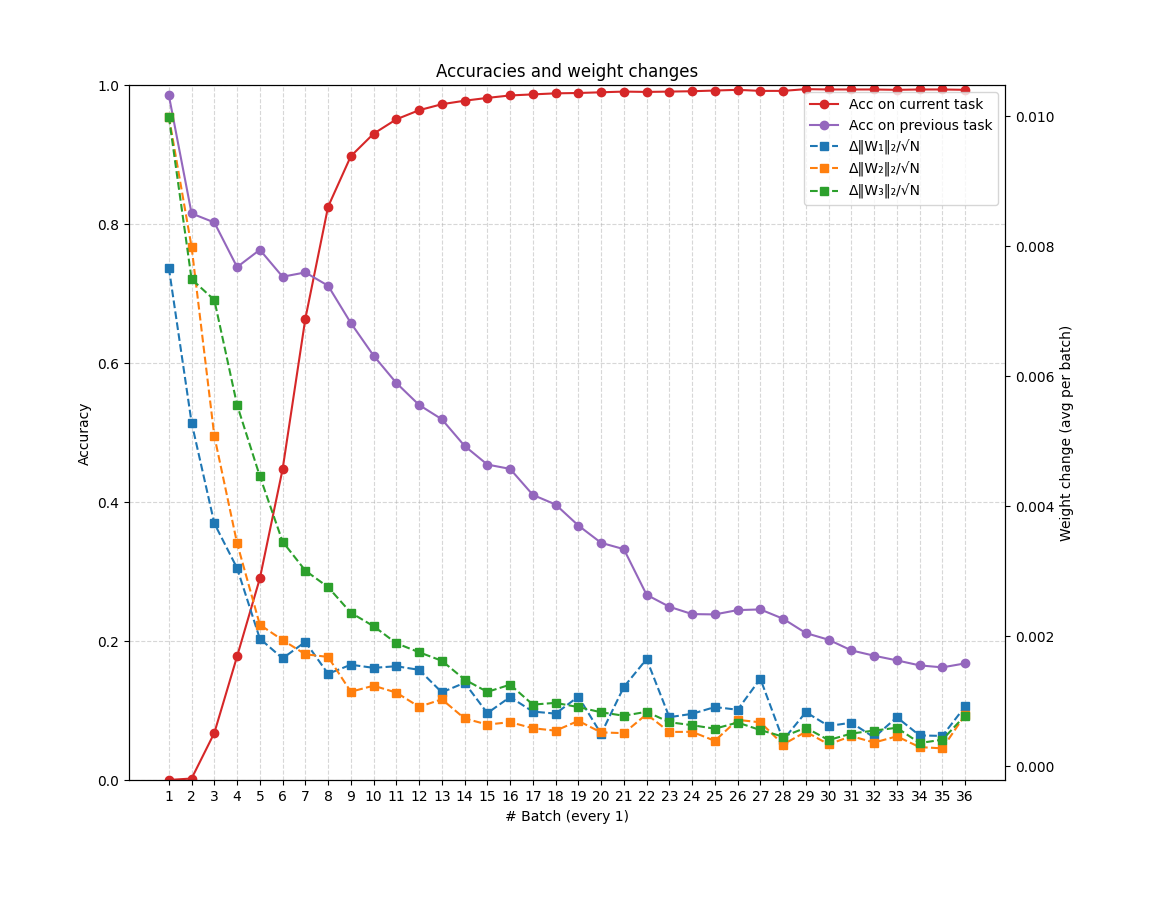 Accuracies and weight changes
1.0
0.8
0.6
0.4
0.2
0.0
Accuracy
Acc on current task
Acc on previous task
Δ‖W₁‖₂/√N
Δ‖W₂‖₂/√N
Δ‖W₃‖₂/√N
0.010
0.008
0.006
0.004
0.002
0.000
Weight change (avg per batch)
1 2 3 4 5 6 7 8 9 10 11 12 13 14 15 16 17 18 19 20 21 22 23 24 25 26 27 28 29 30 31 32 33 34 35 36
# Batch (every 1)